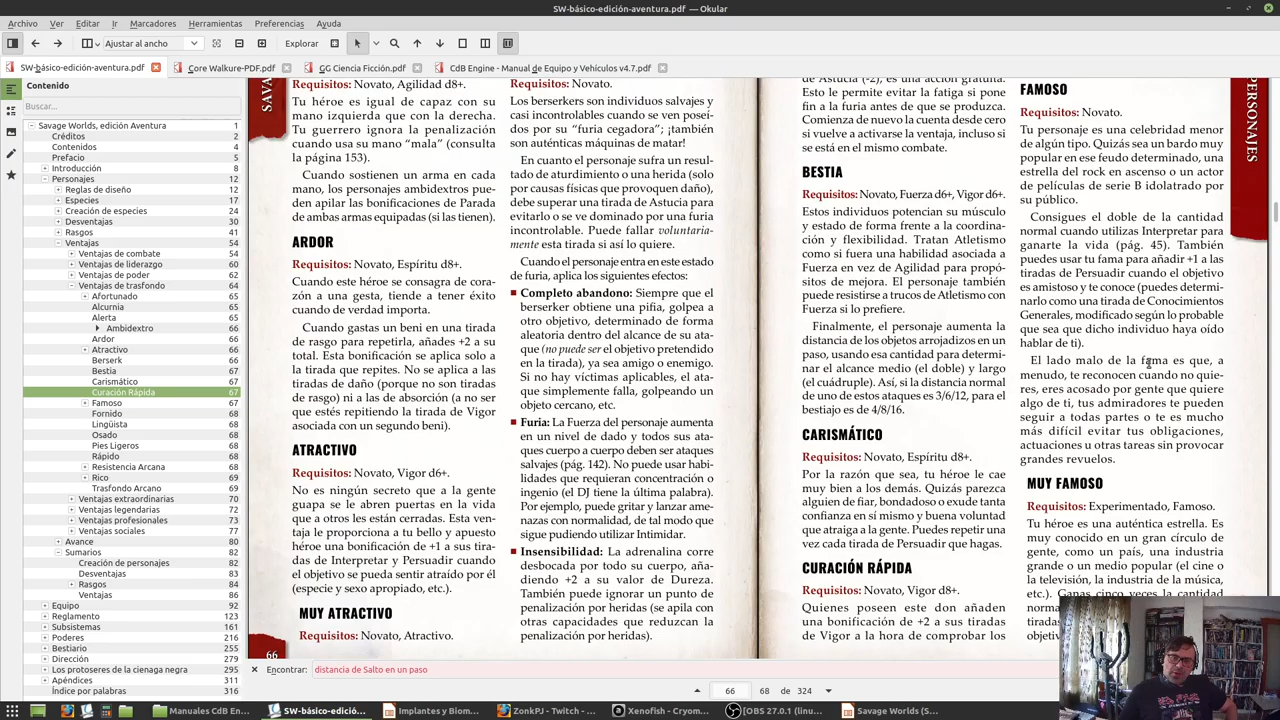 SW-básico-edición-aventura.pdf - Okular
Archivo Ver Editar Ir Marcadores Herramientas Preferencias Ayuda
Ajustar al ancho Explorar
SW-básico-edición-aventura.pdf Core Walkure-PDF.pdf GG Ciencia Ficción.pdf CdB Engine - Manual de Equipo y Vehículos v4.7.pdf
Contenido
Buscar...
Savage Worlds, edición Aventura 1
Créditos 2
Contenidos 4
Prefacio 5
Introducción 8
Personajes 12
Reglas de diseño 12
Especies 17
Creación de especies 24
Desventajas 32
Rasgos 41
Ventajas 54
Ventajas de combate 54
Ventajas de liderazgo 60
Ventajas de poder 62
Ventajas de trasfondo 64
Afortunado 65
Alcurnia 65
Alerta 65
Ambidextro 66
Ardor 66
Atractivo 66
Berserk 66
Bestia 67
Carismático 67
Curación Rápida 67
Famoso 67
Fornido 68
Lingüista 68
Osado 68
Pies Ligeros 68
Rápido 68
Resistencia Arcana 68
Rico 69
Trasfondo Arcano 69
Ventajas extraordinarias 70
Ventajas legendarias 72
Ventajas profesionales 73
Ventajas sociales 77
Avance 80
Sumarios 82
Creación de personajes 82
Desventajas 83
Rasgos 84
Ventajas 86
Equipo 92
Reglamento 123
Subsistemas 161
Poderes 216
Bestiario 255
Dirección 279
Los protoseres de la cienaga negra 295
Apéndices 311
Índice por palabras 316
SAVA
Requisitos: Novato, Agilidad d8+.
Tu héroe es igual de capaz con su
mano izquierda que con la derecha.
Tu guerrero ignora la penalización
cuando usa su mano “mala” (consulta
la página 153).
Cuando sostienen un arma en cada
mano, los personajes ambidextros pue-
den apilar las bonificaciones de Parada
de ambas armas equipadas (si las tienen).
ARDOR
Requisitos: Novato, Espíritu d8+.
Cuando este héroe se consagra de cora-
zón a una gesta, tiende a tener éxito
cuando de verdad importa.
Cuando gastas un beni en una tirada
de rasgo para repetirla, añades +2 a su
total. Esta bonificación se aplica solo a
la tirada que repites. No se aplica a las
tiradas de daño (porque no son tiradas
de rasgo) ni a las de absorción (a no ser
que estés repitiendo la tirada de Vigor
asociada con un segundo beni).
ATRACTIVO
Requisitos: Novato, Vigor d6+.
No es ningún secreto que a la gente
guapa se le abren puertas en la vida
que a otros les están cerradas. Esta ven-
taja le proporciona a tu bello y apuesto
héroe una bonificación de +1 a sus tira-
das de Interpretar y Persuadir cuando
el objetivo se pueda sentir atraído por él
(especie y sexo apropiado, etc.).
MUY ATRACTIVO
Requisitos: Novato, Atractivo.
66
Requisitos: Novato.
Los berserkers son individuos salvajes y
casi incontrolables cuando se ven poseí-
dos por su “furia cegadora”; ¡también
son auténticas máquinas de matar!
En cuanto el personaje sufra un resul-
tado de aturdimiento o una herida (solo
por causas físicas que provoquen daño),
debe superar una tirada de Astucia para
evitarlo o se ve dominado por una furia
incontrolable. Puede fallar voluntaria-
mente esta tirada si así lo quiere.
Cuando el personaje entra en este estado
de furia, aplica los siguientes efectos:
Completo abandono: Siempre que el
berserker obtiene una pifia, golpea a
otro objetivo, determinado de forma
aleatoria dentro del alcance de su ata-
que (no puede ser el objetivo pretendido
en la tirada), ya sea amigo o enemigo.
Si no hay víctimas aplicables, el ata-
que simplemente falla, golpeando un
objeto cercano, etc.
Furia: La Fuerza del personaje aumenta
en un nivel de dado y todos sus ata-
ques cuerpo a cuerpo deben ser ataques
salvajes (pág. 142). No puede usar habi-
lidades que requieran concentración o
ingenio (el DJ tiene la última palabra).
Por ejemplo, puede gritar y lanzar ame-
nazas con normalidad, de tal modo que
sigue pudiendo utilizar Intimidar.
Insensibilidad: La adrenalina corre
desbocada por todo su cuerpo, aña-
diendo +2 a su valor de Dureza.
También puede ignorar un punto de
penalización por heridas (se apila con
otras capacidades que reduzcan la
penalización por heridas).
de Astucia (-2), es una acción gratuita.
Esto le permite evitar la fatiga si pone
fin a la furia antes de que se produzca.
Comienza de nuevo la cuenta desde cero
si vuelve a activarse la ventaja, incluso si
se está en el mismo combate.
BESTIA
Requisitos: Novato, Fuerza d6+, Vigor d6+.
Estos individuos potencian su músculo
y estado de forma frente a la coordina-
ción y flexibilidad. Tratan Atletismo
como si fuera una habilidad asociada a
Fuerza en vez de Agilidad para propó-
sitos de mejora. El personaje también
puede resistirse a trucos de Atletismo con
Fuerza si lo prefiere.
Finalmente, el personaje aumenta la
distancia de los objetos arrojadizos en un
paso, usando esa cantidad para determi-
nar el alcance medio (el doble) y largo
(el cuádruple). Así, si la distancia normal
de uno de estos ataques es 3/6/12, para el
bestiajo es de 4/8/16.
CARISMÁTICO
Requisitos: Novato, Espíritu d8+.
Por la razón que sea, tu héroe le cae
muy bien a los demás. Quizás parezca
alguien de fiar, bondadoso o exude tanta
confianza en sí mismo y buena voluntad
que atraiga a la gente. Puedes repetir una
vez cada tirada de Persuadir que hagas.
CURACIÓN RÁPIDA
Requisitos: Novato, Vigor d8+.
Quienes poseen este don añaden
una bonificación de +2 a sus tiradas
de Vigor a la hora de comprobar los
FAMOSO
Requisitos: Novato.
Tu personaje es una celebridad menor
de algún tipo. Quizás sea un bardo muy
popular en ese feudo determinado, una
estrella del rock en ascenso o un actor
de películas de serie B idolatrado por
su público.
Consigues el doble de la cantidad
normal cuando utilizas Interpretar para
ganarte la vida (pág. 45). También
puedes usar tu fama para añadir +1 a las
tiradas de Persuadir cuando el objetivo
es amistoso y te conoce (puedes determi-
narlo como una tirada de Conocimientos
Generales, modificado según lo probable
que sea que dicho individuo haya oído
hablar de ti).
El lado malo de la fama es que, a
menudo, te reconocen cuando no quie-
res, eres acosado por gente que quiere
algo de ti, tus admiradores te pueden
seguir a todas partes o te es mucho
más difícil evitar tus obligaciones,
actuaciones u otras tareas sin provocar
grandes revuelos.
MUY FAMOSO
Requisitos: Experimentado, Famoso.
Tu héroe es una auténtica estrella. Es
muy conocido en un gran círculo de
gente, como un país, una industria
grande o un medio popular (el cine o
la televisión, la industria de la música,
etc.). Ganas cinco veces la cantidad
norma
tiradas
objeti
PERSONAJES
Encontrar: distancia de Salto en un paso
66 68 de 324
Manuales CdB En... SW-básico-edició... Implantes y Biom... ZonkPJ - Twitch - ... Xenofish — Cryom... [OBS 27.0.1 (linu... Savage Worlds (S...